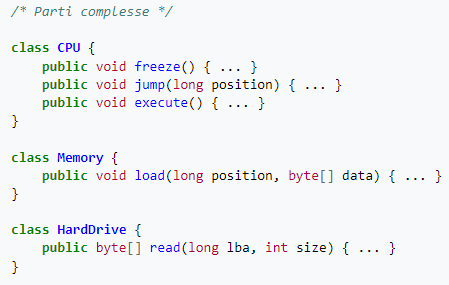 /* Parti complesse */
class CPU {
public void freeze() { ... }
public void jump(long position) { ... }
public void execute() { ... }
}
class Memory {
public void load(long position, byte[] data) { ... }
}
class HardDrive {
public byte[] read(long lba, int size) { ... }
}